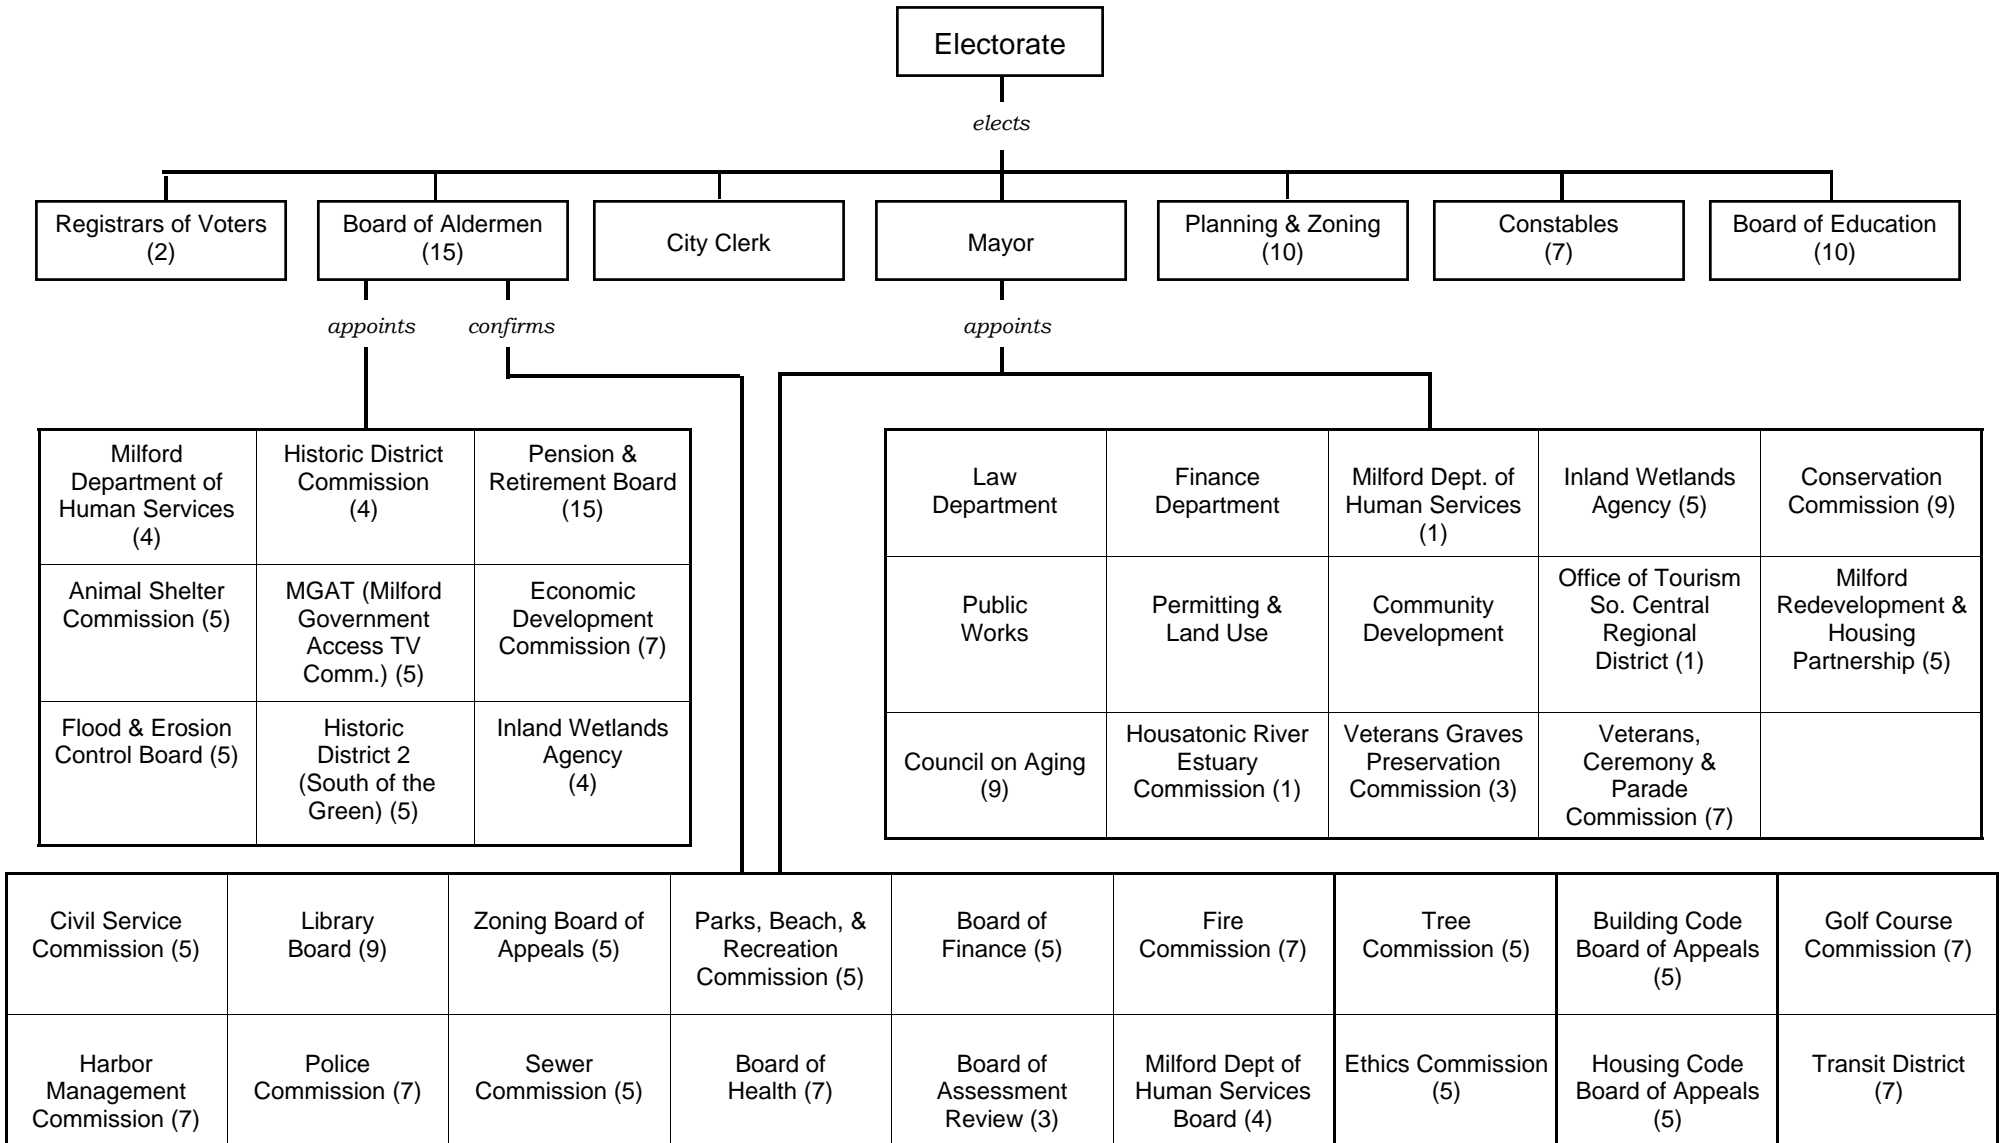 Electorate
elects
Registrars of Voters
(2)
Board of Aldermen
(15)
City Clerk
Mayor
Planning & Zoning
(10)
Constables
(7)
Board of Education
(10)
appoints
confirms
appoints
Milford
Department of
Human Services
(4)
Historic District
Commission
(4)
Pension &
Retirement Board
(15)
Animal Shelter
Commission (5)
MGAT (Milford
Government
Access TV
Comm.) (5)
Economic
Development
Commission (7)
Flood & Erosion
Control Board (5)
Historic
District 2
(South of the
Green) (5)
Inland Wetlands
Agency
(4)
Law
Department
Finance
Department
Milford Dept. of
Human Services
(1)
Inland Wetlands
Agency (5)
Conservation
Commission (9)
Public
Works
Permitting &
Land Use
Community
Development
Office of Tourism
So. Central
Regional
District (1)
Milford
Redevelopment &
Housing
Partnership (5)
Council on Aging
(9)
Housatonic River
Estuary
Commission (1)
Veterans Graves
Preservation
Commission (3)
Veterans,
Ceremony &
Parade
Commission (7)
Civil Service
Commission (5)
Library
Board (9)
Zoning Board of
Appeals (5)
Parks, Beach, &
Recreation
Commission (5)
Board of
Finance (5)
Fire
Commission (7)
Tree
Commission (5)
Building Code
Board of Appeals
(5)
Golf Course
Commission (7)
Harbor
Management
Commission (7)
Police
Commission (7)
Sewer
Commission (5)
Board of
Health (7)
Board of
Assessment
Review (3)
Milford Dept of
Human Services
Board (4)
Ethics Commission
(5)
Housing Code
Board of Appeals
(5)
Transit District
(7)